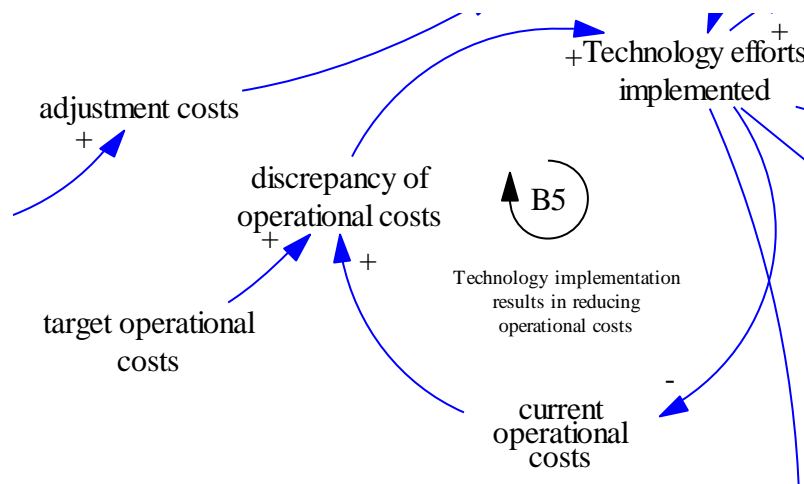 +
Technology efforts
implemented
+
adjustment costs
+
discrepancy of
operational costs
+
+
B5
Technology implementation
results in reducing
operational costs
target operational
costs
-
current
operational
costs